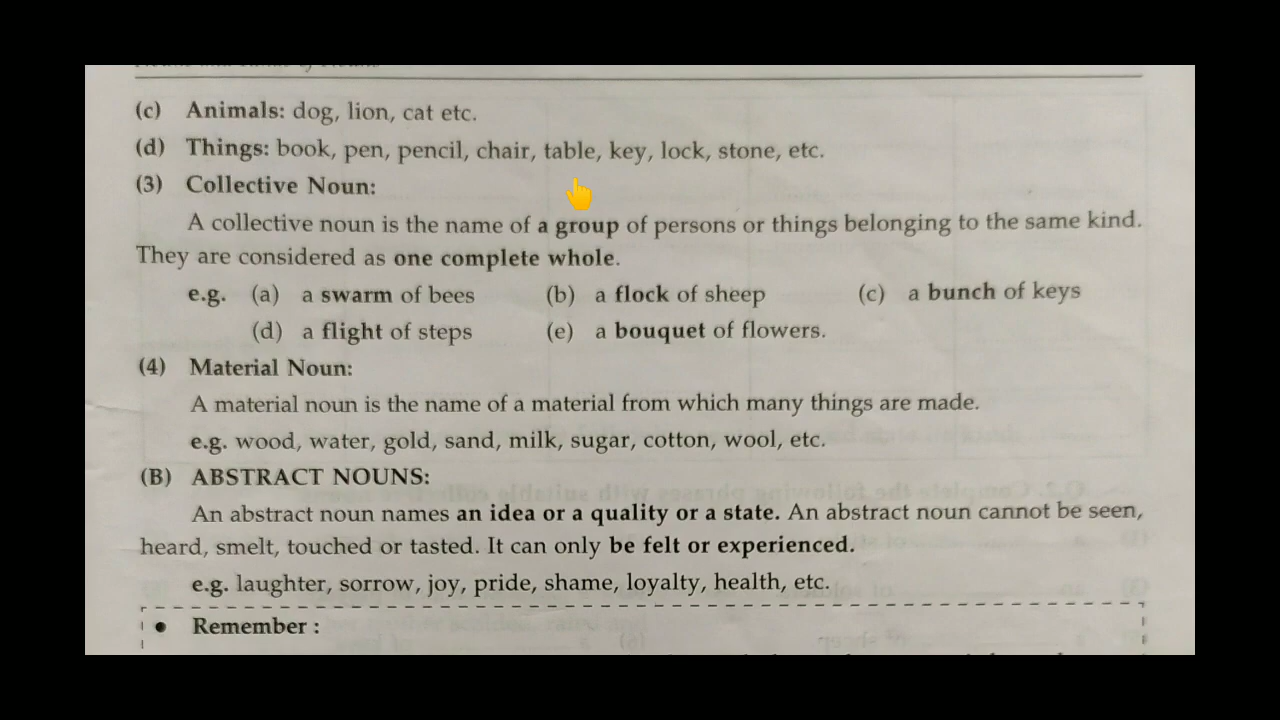 (c) Animals: dog, lion, cat etc.
(d) Things: book, pen, pencil, chair, table, key, lock, stone, etc.
(3) Collective Noun:
A collective noun is the name of a group of persons or things belonging to the same kind.
They are considered as one complete whole.
e.g. (a) a swarm of bees (b) a flock of sheep (c) a bunch of keys
(d) a flight of steps (e) a bouquet of flowers.
(4) Material Noun:
A material noun is the name of a material from which many things are made.
e.g. wood, water, gold, sand, milk, sugar, cotton, wool, etc.
(B) ABSTRACT NOUNS:
An abstract noun names an idea or a quality or a state. An abstract noun cannot be seen,
heard, smelt, touched or tasted. It can only be felt or experienced.
e.g. laughter, sorrow, joy, pride, shame, loyalty, health, etc.
• Remember :